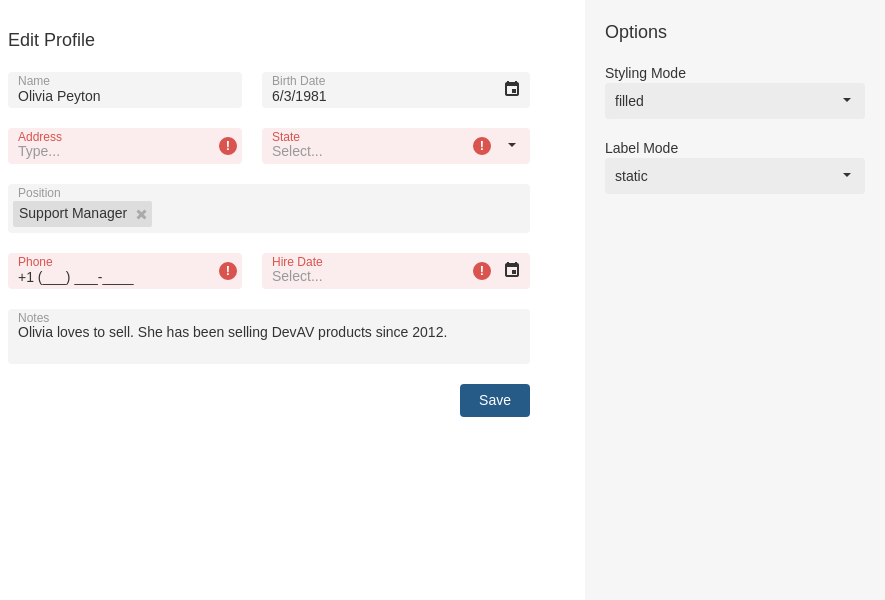 Edit Profile
Name
Olivia Peyton
Birth Date
6/3/1981
Address
Type...
State
Select...
Position
Support Manager
Phone
+1 (___) ___-____
Hire Date
Select...
Notes
Olivia loves to sell. She has been selling DevAV products since 2012.
Save
Options
Styling Mode
filled
Label Mode
static